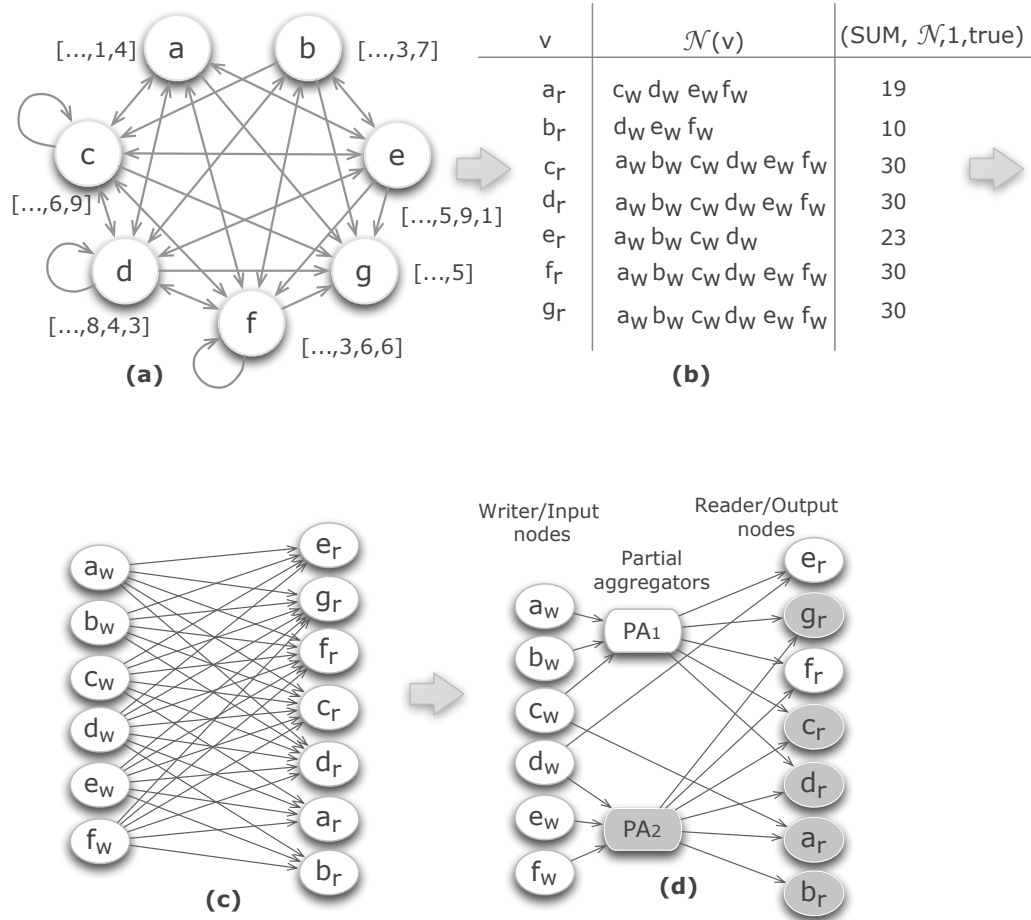 [...,1,4] a b [...,3,7]
c e
[...,6,9] [...,5,9,1]
d g [...,5]
[...,8,4,3] f [...,3,6,6]
(a)
v 𝒩(v) (SUM, 𝒩,1,true)
a_r c_w d_w e_w f_w 19
b_r d_w e_w f_w 10
c_r a_w b_w c_w d_w e_w f_w 30
d_r a_w b_w c_w d_w e_w f_w 30
e_r a_w b_w c_w d_w 23
f_r a_w b_w c_w d_w e_w f_w 30
g_r a_w b_w c_w d_w e_w f_w 30
(b)
a_w e_r
b_w g_r
c_w f_r
d_w c_r
e_w d_r
f_w a_r
b_r
(c)
Writer/Input
nodes
Partial
aggregators
Reader/Output
nodes
a_w PA1 e_r
b_w g_r
c_w f_r
d_w c_r
e_w PA2 d_r
f_w a_r
b_r
(d)